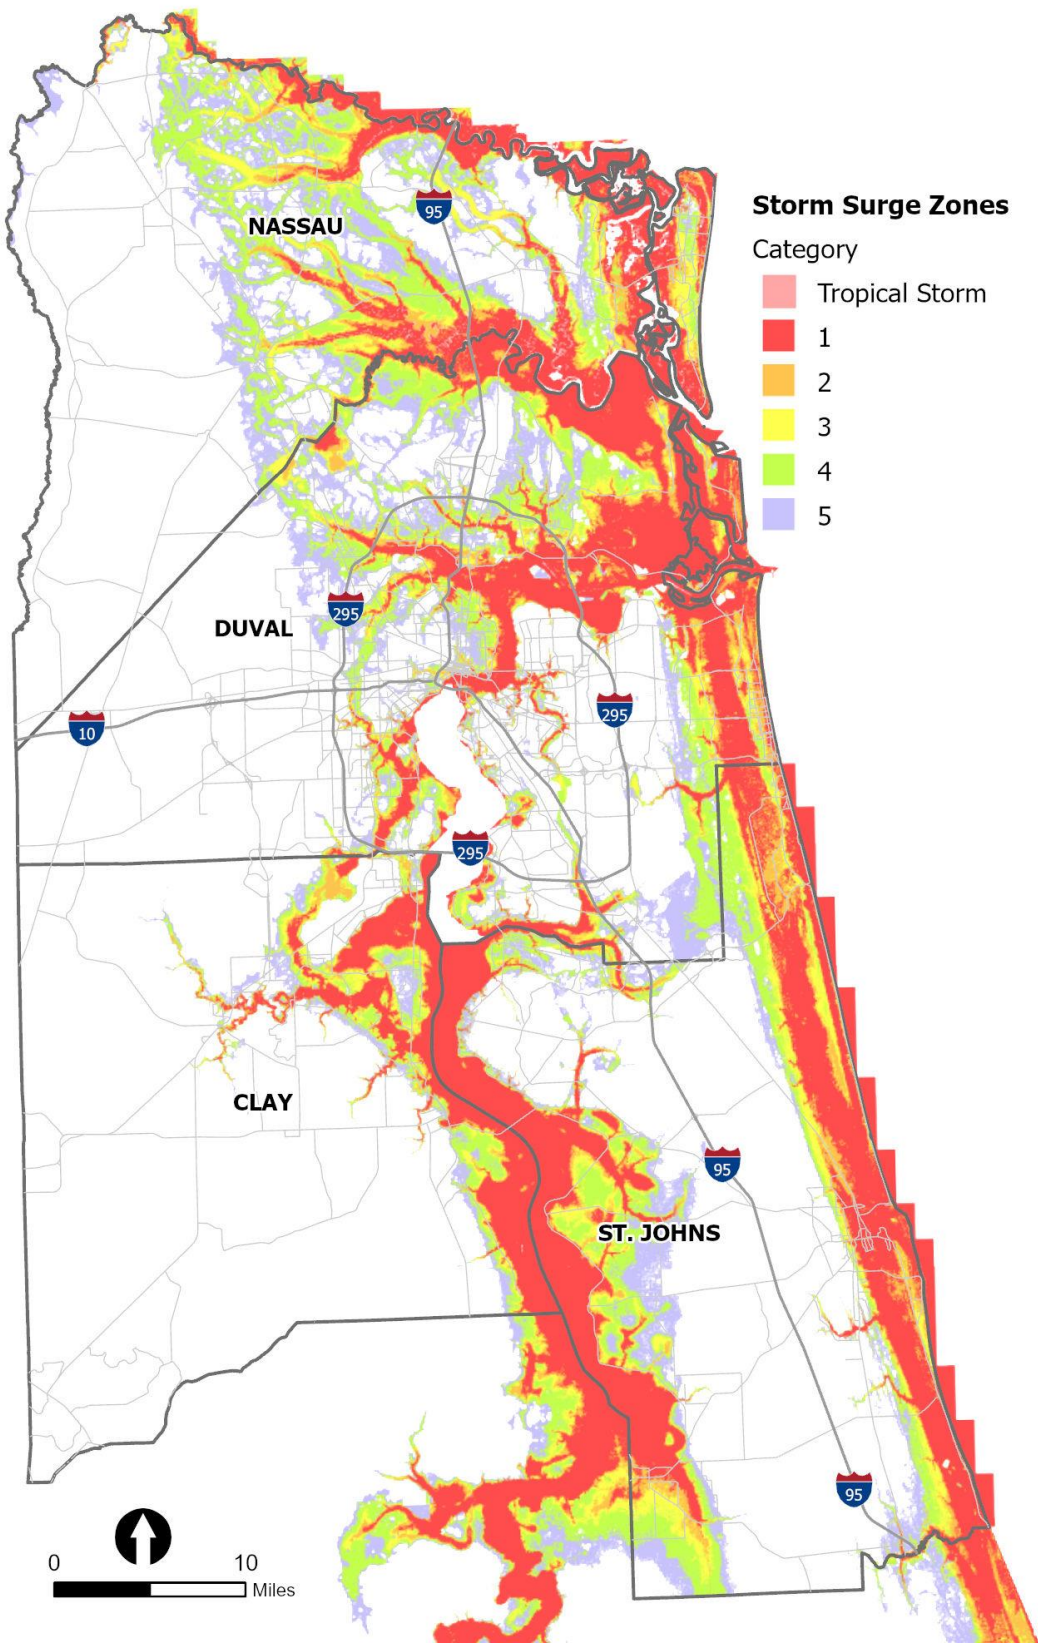 95
NASSAU
Storm Surge Zones
Category
Tropical Storm
1
2
3
4
5
295
DUVAL
295
10
295
CLAY
95
ST. JOHNS
95
0 10
Miles